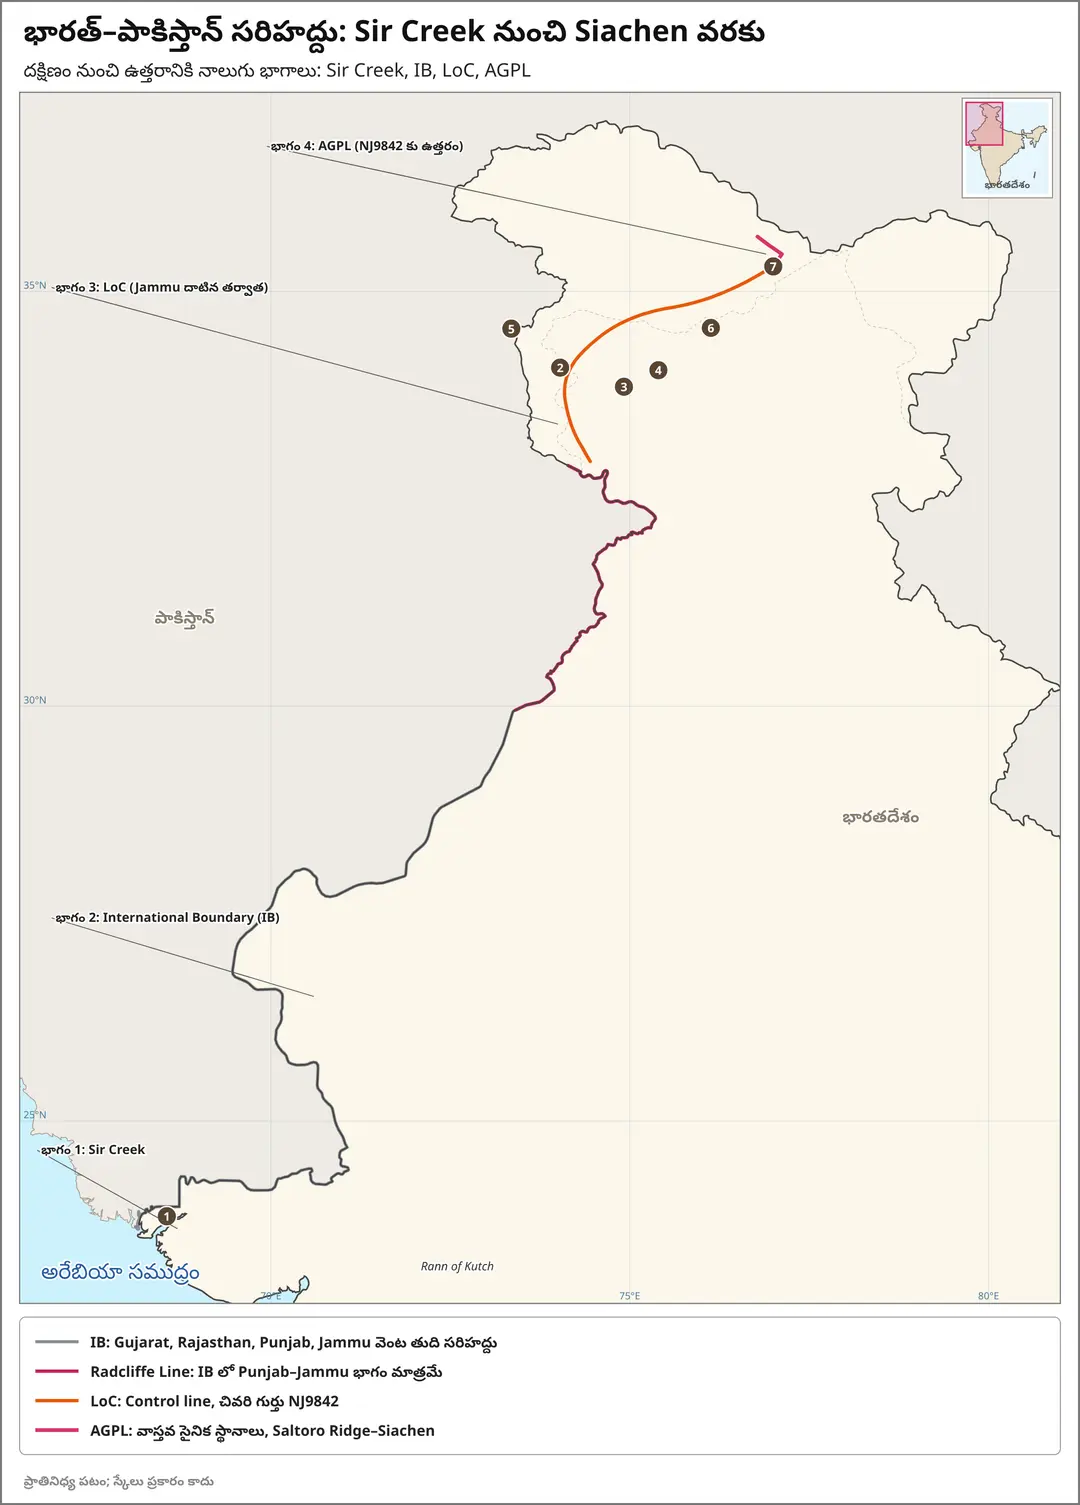 భారత్–పాకిస్తాన్ సరిహద్దు: Sir Creek నుంచి Siachen వరకు
దక్షిణం నుంచి ఉత్తరానికి నాలుగు భాగాలు: Sir Creek, IB, LoC, AGPL
భాగం 4: AGPL (NJ9842 కు ఉత్తరం)
భారతదేశం
7
35°N
భాగం 3: LoC (Jammu దాటిన తర్వాత)
5
6
2
4
3
పాకిస్తాన్
30°N
భారతదేశం
భాగం 2: International Boundary (IB)
25°N
భాగం 1: Sir Creek
1
అరేబియా సముద్రం
Rann of Kutch
70°E
75°E
80°E
IB: Gujarat, Rajasthan, Punjab, Jammu వెంట తుది సరిహద్దు
Radcliffe Line: IB లో Punjab–Jammu భాగం మాత్రమే
LoC: Control line, చివరి గుర్తు NJ9842
AGPL: వాస్తవ సైనిక స్థానాలు, Saltoro Ridge–Siachen
ప్రాతినిధ్య పటం; స్కేలు ప్రకారం కాదు